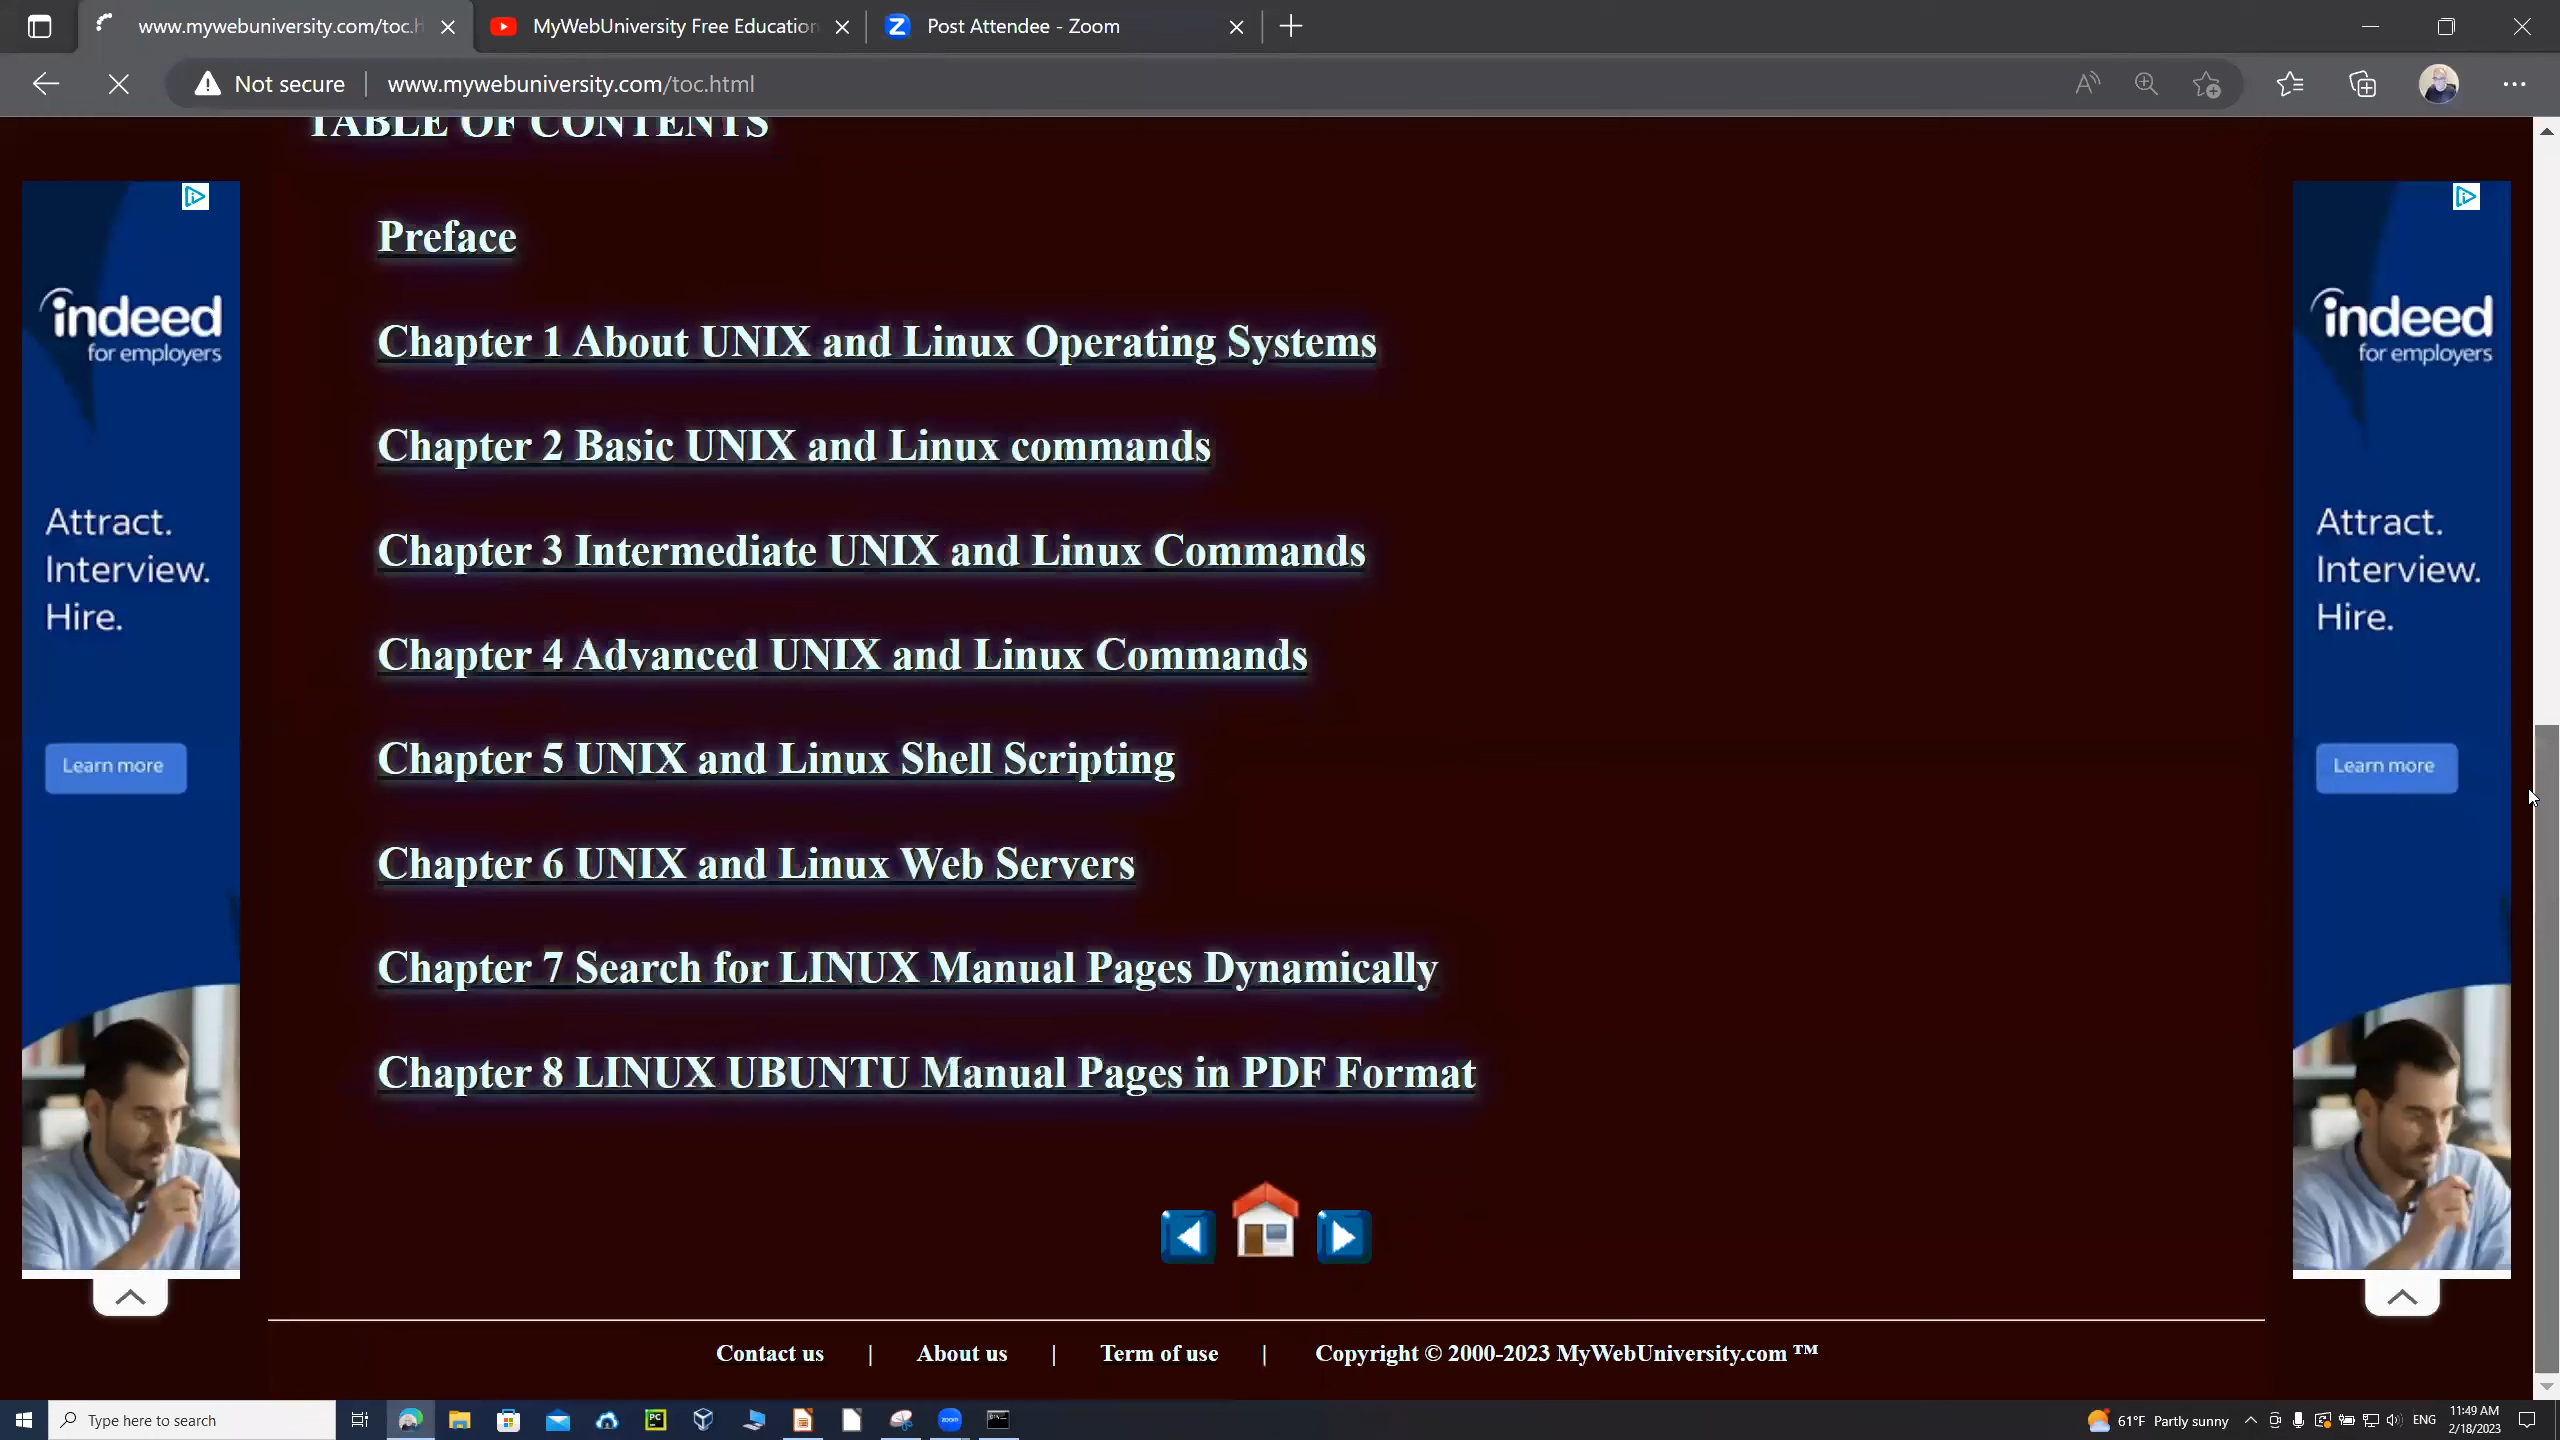 www.mywebuniversity.com/toc.h
MyWebUniversity Free Education
Post Attendee - Zoom
Not secure
www.mywebuniversity.com/toc.html
TABLE OF CONTENTS
Preface
Chapter 1 About UNIX and Linux Operating Systems
Chapter 2 Basic UNIX and Linux commands
Chapter 3 Intermediate UNIX and Linux Commands
Chapter 4 Advanced UNIX and Linux Commands
Chapter 5 UNIX and Linux Shell Scripting
Chapter 6 UNIX and Linux Web Servers
Chapter 7 Search for LINUX Manual Pages Dynamically
Chapter 8 LINUX UBUNTU Manual Pages in PDF Format
indeed
for employers
Attract.
Interview.
Hire.
Learn more
indeed
for employers
Attract.
Interview.
Hire.
Learn more
Contact us | About us | Term of use | Copyright © 2000-2023 MyWebUniversity.com ™
Type here to search
PC
zoom
61°F Partly sunny
ENG
11:49 AM
2/18/2023